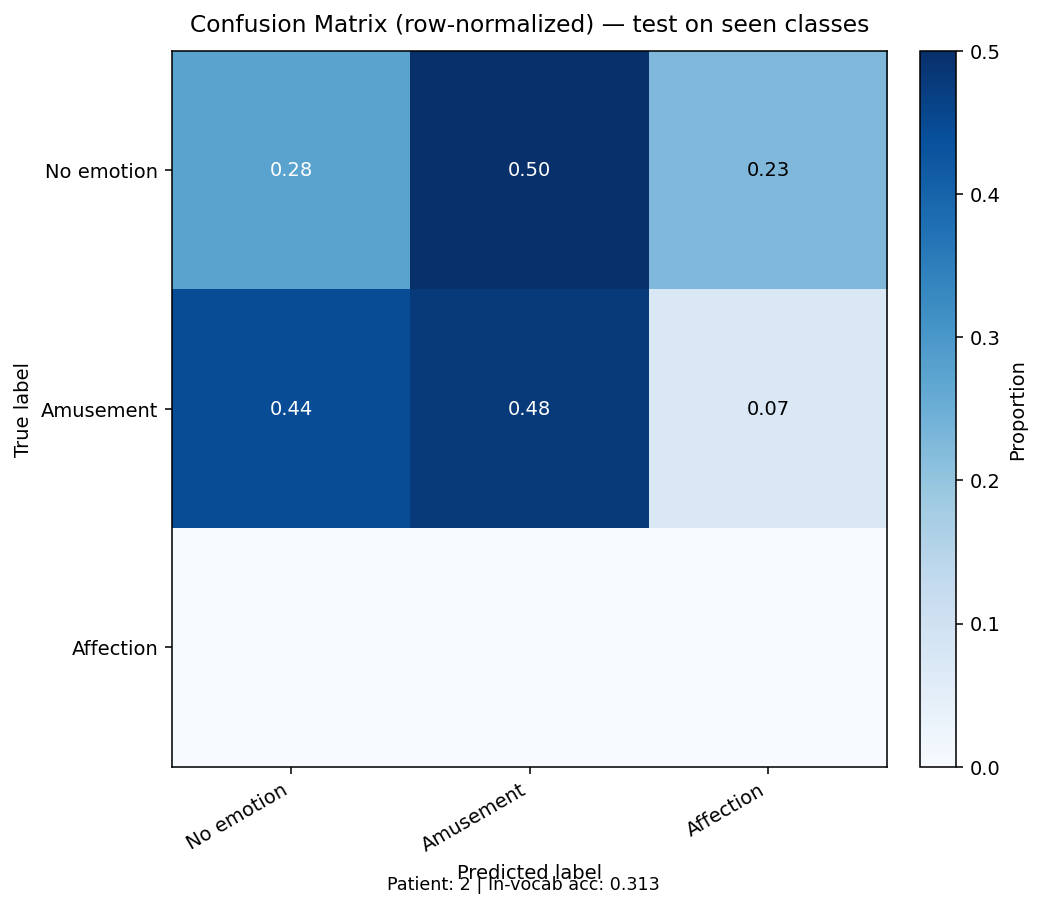 Confusion Matrix (row-normalized) — test on seen classes
No emotion
0.28
0.50
0.23
Amusement
0.44
0.48
0.07
Affection
True label
No emotion
Amusement
Affection
Predicted label
Patient: 2 | In-vocab acc: 0.313
0.5
0.4
0.3
0.2
0.1
0.0
Proportion